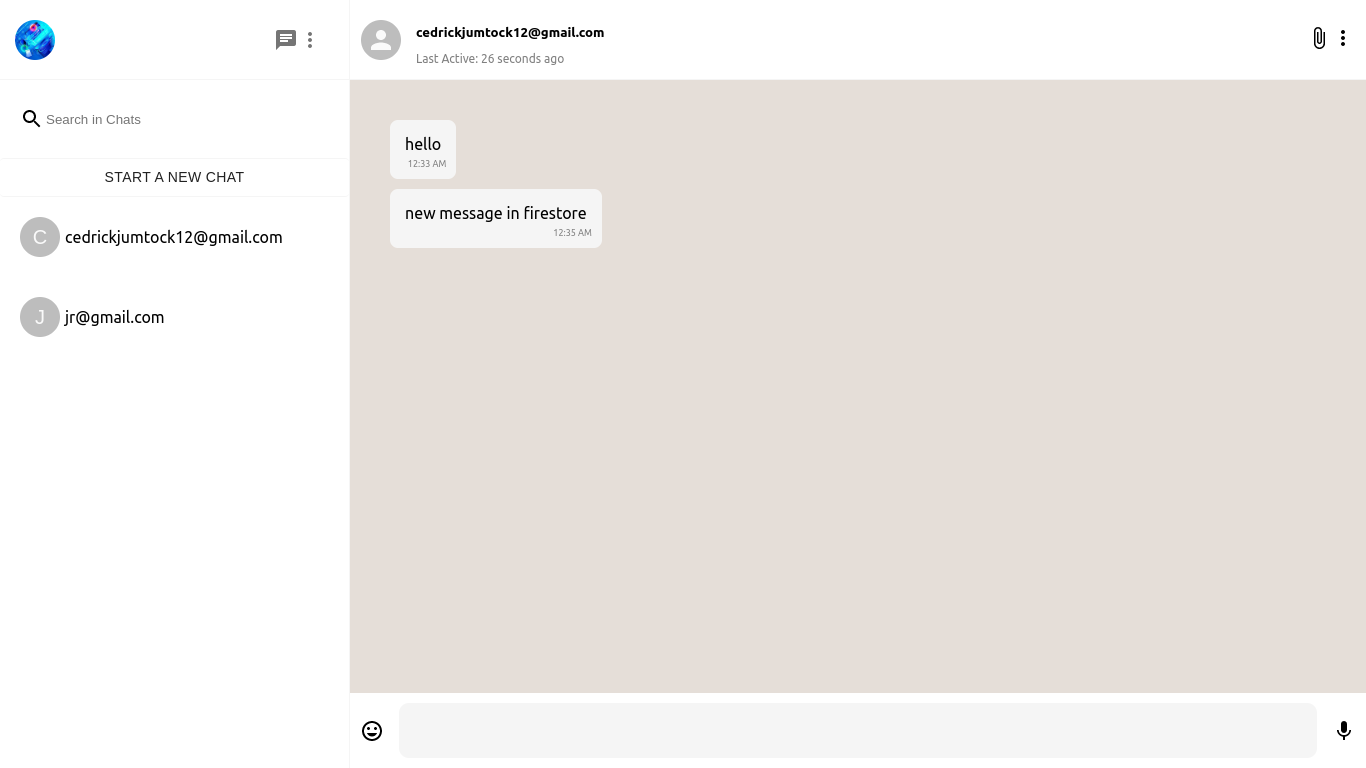 Search in Chats
START A NEW CHAT
C
cedrickjumtock12@gmail.com
J
jr@gmail.com
cedrickjumtock12@gmail.com
Last Active: 26 seconds ago
hello
12:33 AM
new message in firestore
12:35 AM